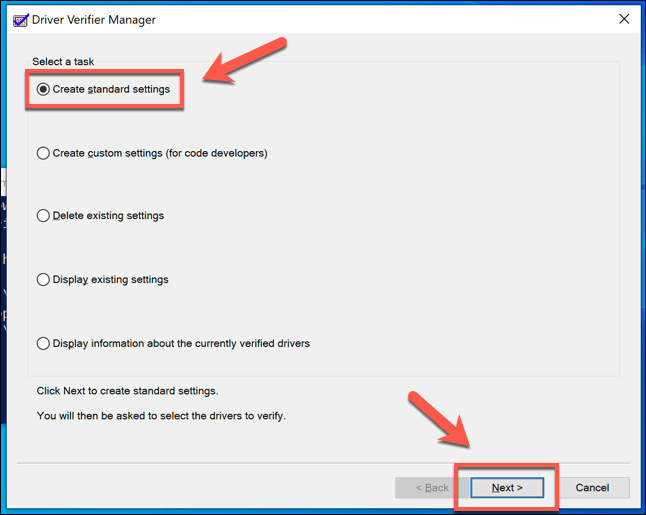 Driver Verifier Manager
Select a task
Create standard settings
Create custom settings (for code developers)
Delete existing settings
Display existing settings
Display information about the currently verified drivers
Click Next to create standard settings.
You will then be asked to select the drivers to verify.
< Back
Next >
Cancel